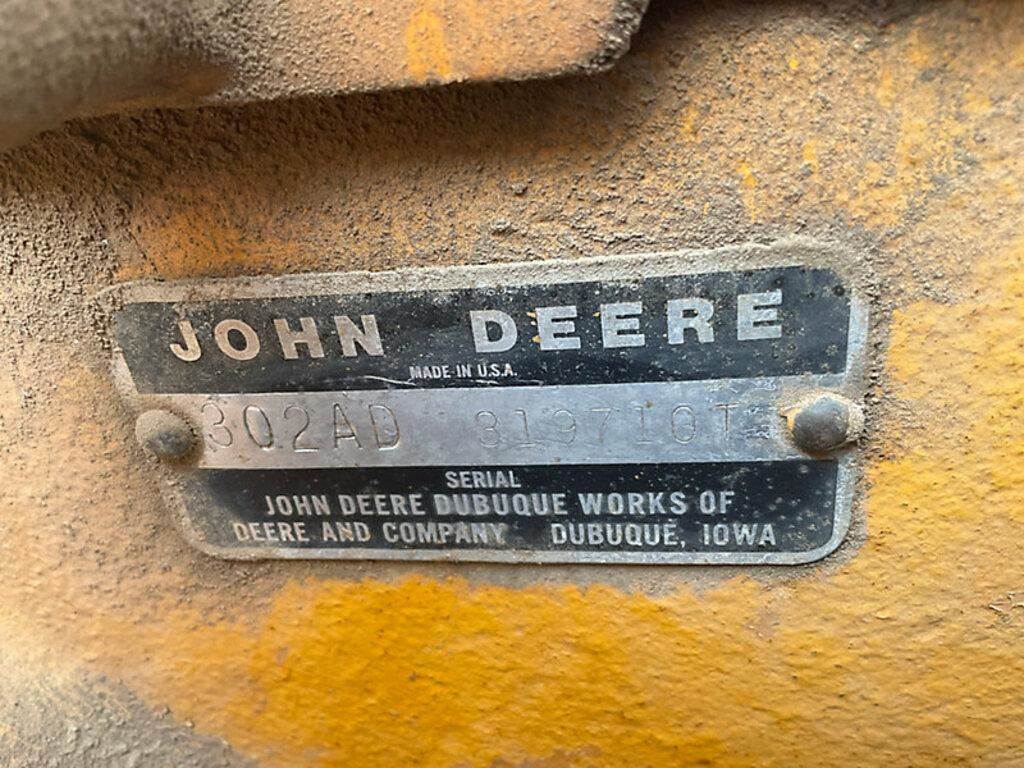 JOHN DEERE
MADE IN U.S.A.
302AD 319710T
SERIAL
JOHN DEERE DUBUQUE WORKS OF
DEERE AND COMPANY DUBUQUE, IOWA